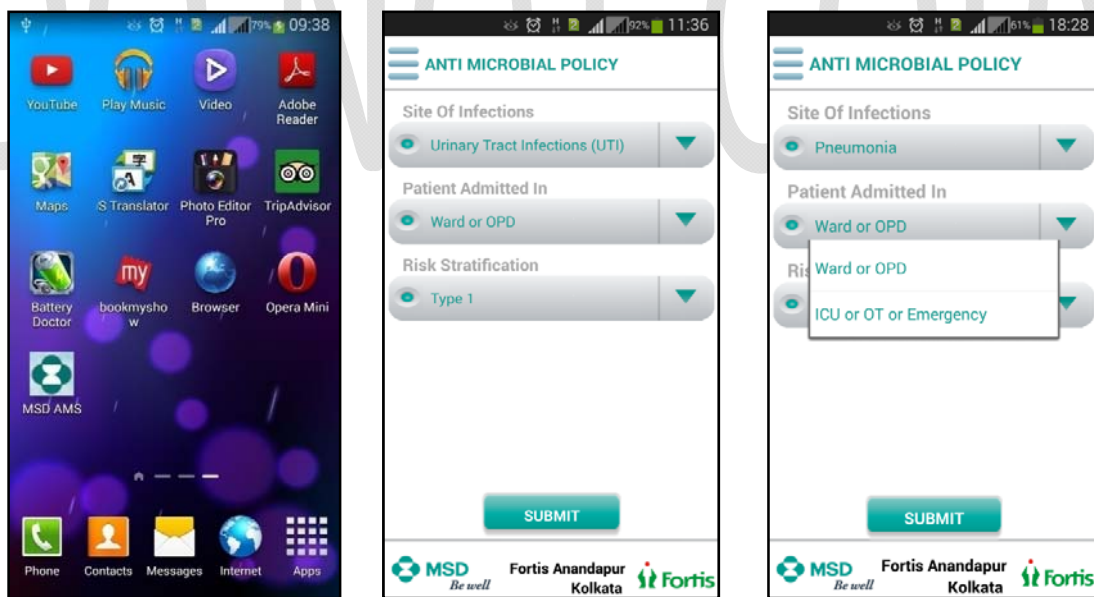 79% 09:38
YouTube Play Music Video Adobe Reader
Maps S Translator Photo Editor Pro TripAdvisor
Battery Doctor bookmyshow Browser Opera Mini
my
MSD AMS
Phone Contacts Messages Internet Apps
92% 11:36
ANTI MICROBIAL POLICY
Site Of Infections
Urinary Tract Infections (UTI)
Patient Admitted In
Ward or OPD
Risk Stratification
Type 1
SUBMIT
MSD
Be well
Fortis Anandapur
Kolkata
Fortis
61% 18:28
ANTI MICROBIAL POLICY
Site Of Infections
Pneumonia
Patient Admitted In
Ward or OPD
Ris
Ward or OPD
ICU or OT or Emergency
SUBMIT
MSD
Be well
Fortis Anandapur
Kolkata
Fortis